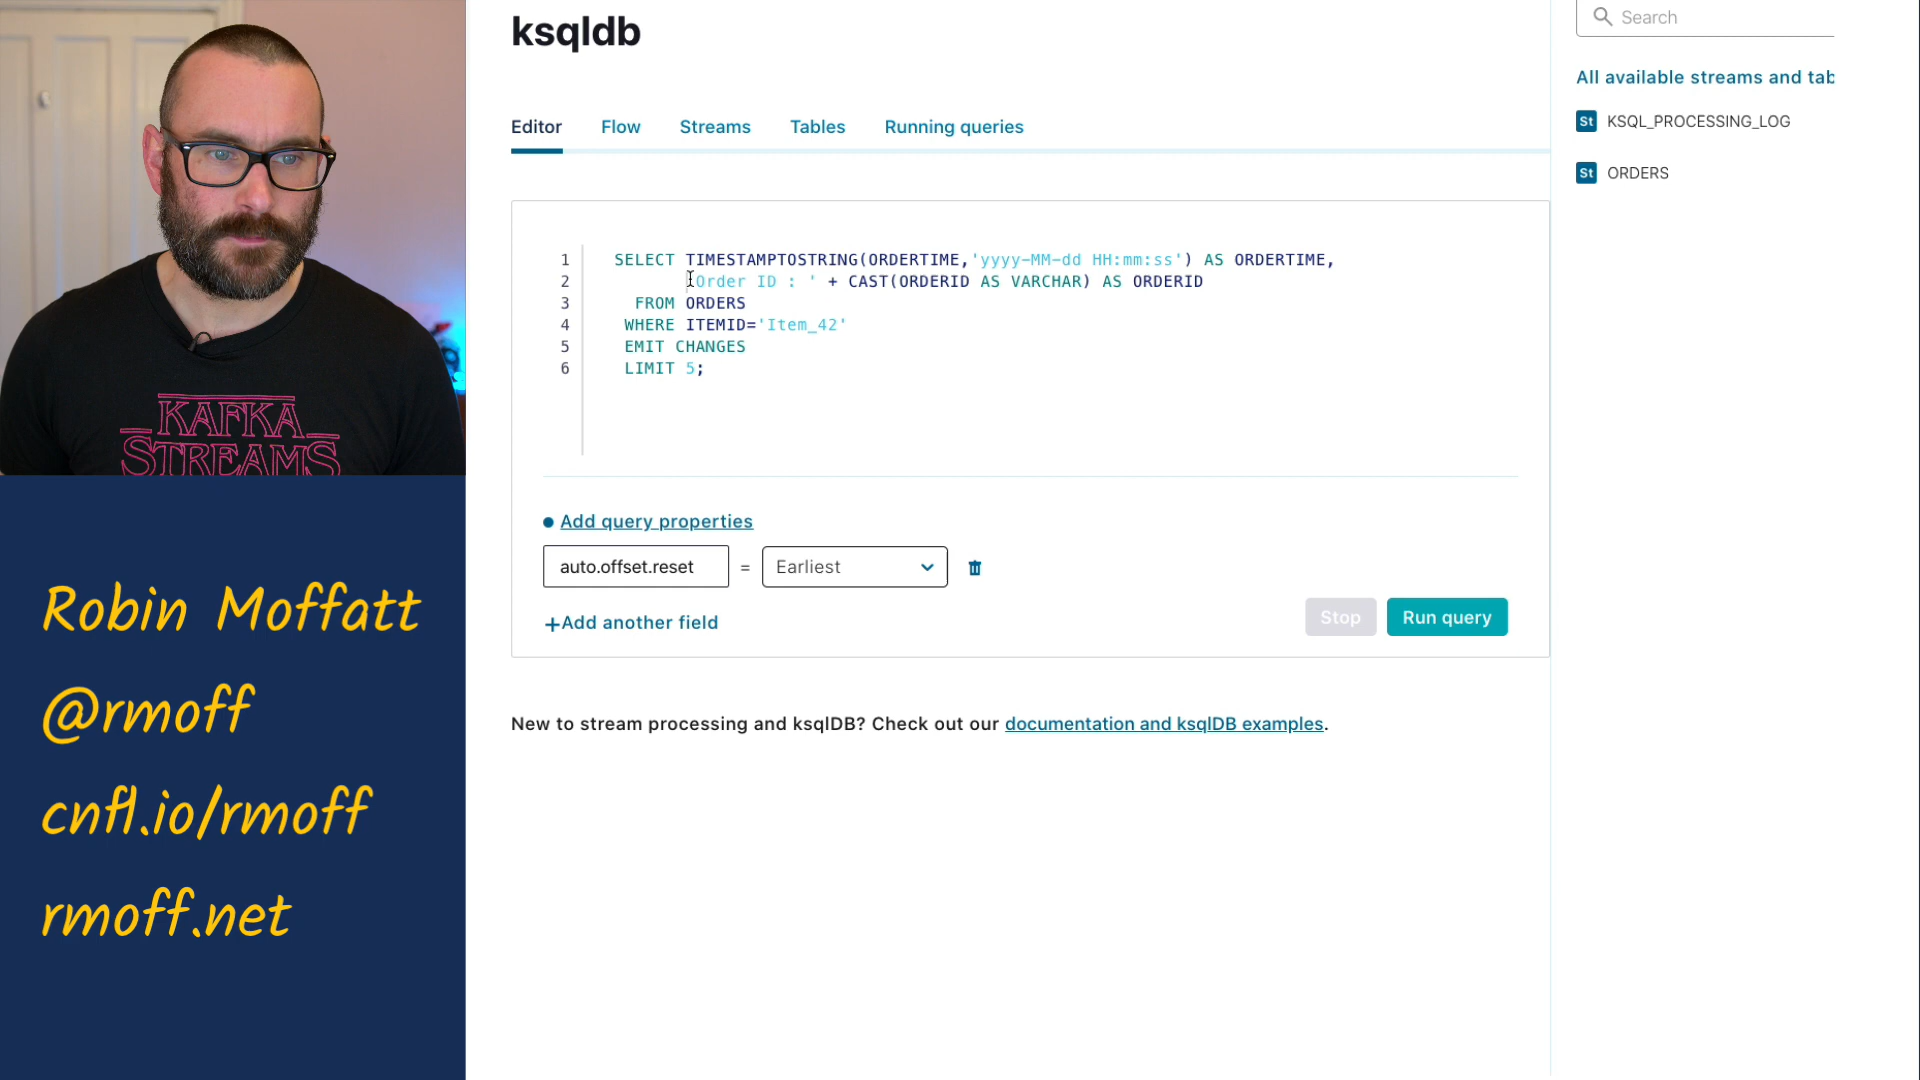 KAFKA
STREAMS
Robin Moffatt
@rmoff
cnfl.io/rmoff
rmoff.net
ksqldb
Editor
Flow
Streams
Tables
Running queries
1 SELECT TIMESTAMPTOSTRING(ORDERTIME,'yyyy-MM-dd HH:mm:ss') AS ORDERTIME,
2 'Order ID : ' + CAST(ORDERID AS VARCHAR) AS ORDERID
3 FROM ORDERS
4 WHERE ITEMID='Item_42'
5 EMIT CHANGES
6 LIMIT 5;
Add query properties
auto.offset.reset = Earliest
+Add another field
Stop
Run query
New to stream processing and ksqlDB? Check out our documentation and ksqlDB examples.
Search
All available streams and tab
St KSQL_PROCESSING_LOG
St ORDERS